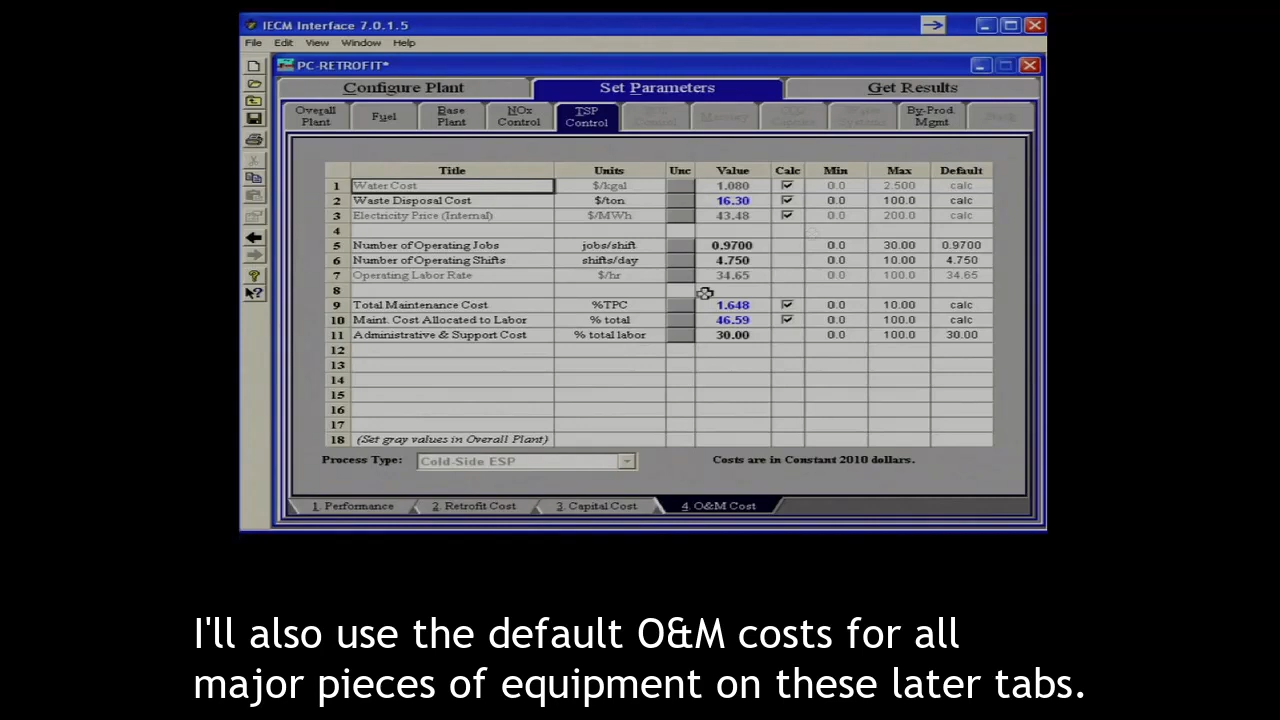 IECM Interface 7.0.1.5
File Edit View Window Help
PC-RETROFIT*
Configure Plant Set Parameters Get Results
Overall Plant Fuel Base Plant NOx Control TSP Control Mercury By-Prod. Mgmt Stack
Title Units Unc Value Calc Min Max Default
1 Water Cost $/kgal 1.080 0.0 2.500 calc
2 Waste Disposal Cost $/ton 16.30 0.0 100.0 calc
3 Electricity Price (Internal) $/MWh 43.48 0.0 200.0 calc
4
5 Number of Operating Jobs jobs/shift 0.9700 0.0 30.00 0.9700
6 Number of Operating Shifts shifts/day 4.750 0.0 10.00 4.750
7 Operating Labor Rate $/hr 34.65 0.0 100.0 34.65
8
9 Total Maintenance Cost %TPC 1.648 0.0 10.00 calc
10 Maint. Cost Allocated to Labor % total 46.59 0.0 100.0 calc
11 Administrative & Support Cost % total labor 30.00 0.0 100.0 30.00
12
13
14
15
16
17
18 (Set gray values in Overall Plant)
Process Type: Cold-Side ESP Costs are in Constant 2010 dollars.
1. Performance 2. Retrofit Cost 3. Capital Cost 4. O&M Cost
I'll also use the default O&M costs for all
major pieces of equipment on these later tabs.